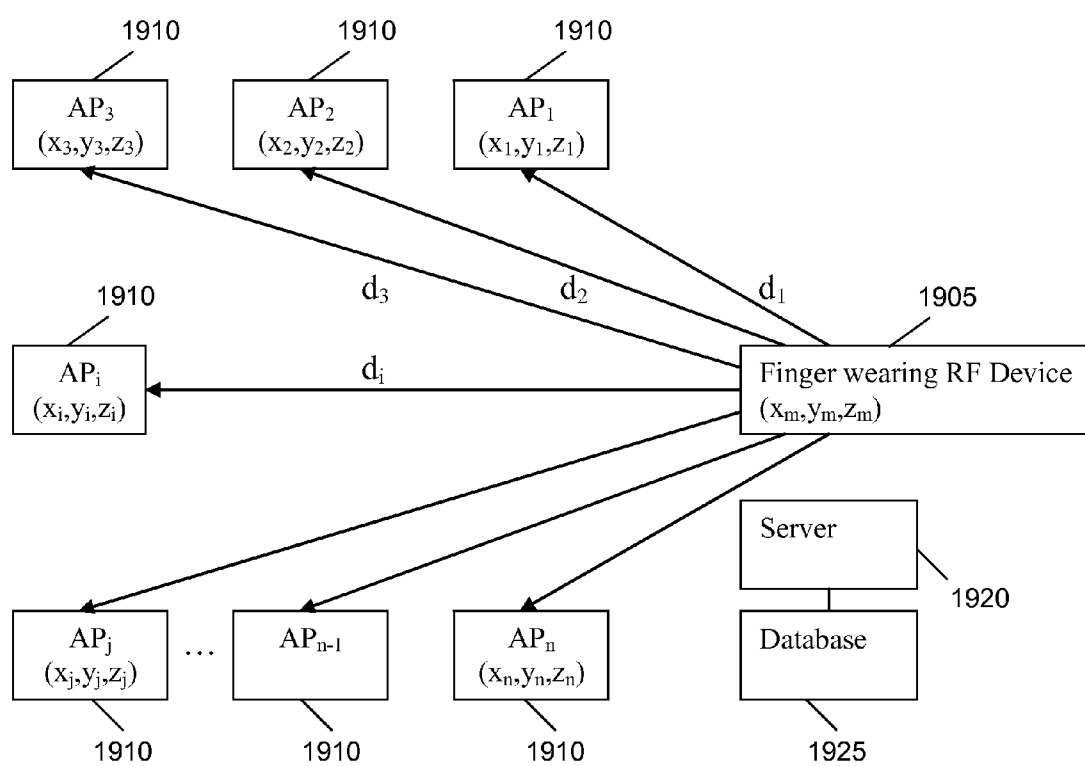 1910 1910 1910
AP₃ AP₂ AP₁
(x₃,y₃,z₃) (x₂,y₂,z₂) (x₁,y₁,z₁)
d₃ d₂ d₁
1910 1905
APᵢ dᵢ Finger wearing RF Device
(xᵢ,yᵢ,zᵢ) (xₘ,yₘ,zₘ)
Server
1920
APⱼ ... APₙ₋₁ APₙ Database
(xⱼ,yⱼ,zⱼ) (xₙ,yₙ,zₙ)
1910 1910 1910 1925